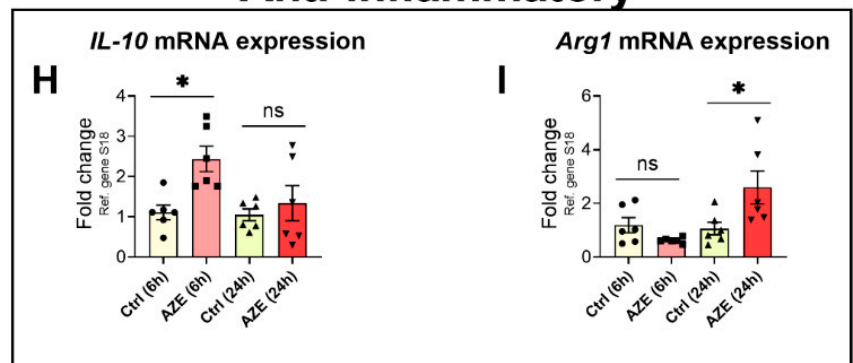 IL-10 mRNA expression
Arg1 mRNA expression
H
I
*
ns
ns
*
Fold change
Ref. gene S18
4
3
2
1
0
Fold change
Ref. gene S18
6
4
2
0
Ctrl (6h)
AZE (6h)
Ctrl (24h)
AZE (24h)
Ctrl (6h)
AZE (6h)
Ctrl (24h)
AZE (24h)